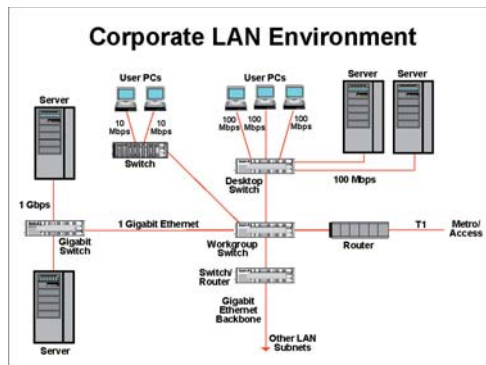 Corporate LAN Environment
User PCs
User PCs
Server
Server
Server
10
Mbps
10
Mbps
100
Mbps
100
Mbps
100
Mbps
Switch
Desktop
Switch
100 Mbps
1 Gbps
1 Gigabit Ethernet
Gigabit
Switch
Workgroup
Switch
Router
T1
Metro/
Access
Switch/
Router
Gigabit
Ethernet
Backbone
Server
Other LAN
Subnets